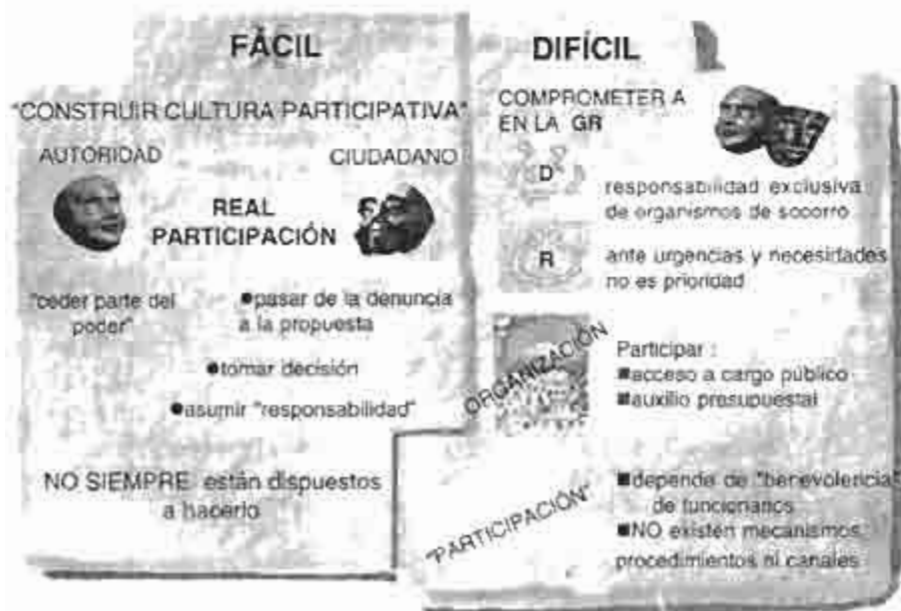 FÁCIL
"CONSTRUIR CULTURA PARTICIPATIVA"
AUTORIDAD
CIUDADANO
REAL
PARTICIPACIÓN
"ceder parte del
poder"
●pasar de la denuncia
a la propuesta
●tomar decisión
●asumir "responsabilidad"
NO SIEMPRE están dispuestos
a hacerlo
DIFÍCIL
COMPROMETER A
EN LA GR
D
responsabilidad exclusiva
de organismos de socorro
R
ante urgencias y necesidades
no es prioridad
ORGANIZACIÓN
Participar :
■acceso a cargo público
■auxilio presupuestal
"PARTICIPACIÓN"
■depende de "benevolencia"
de funcionarios
■NO existen mecanismos,
procedimientos ni canales